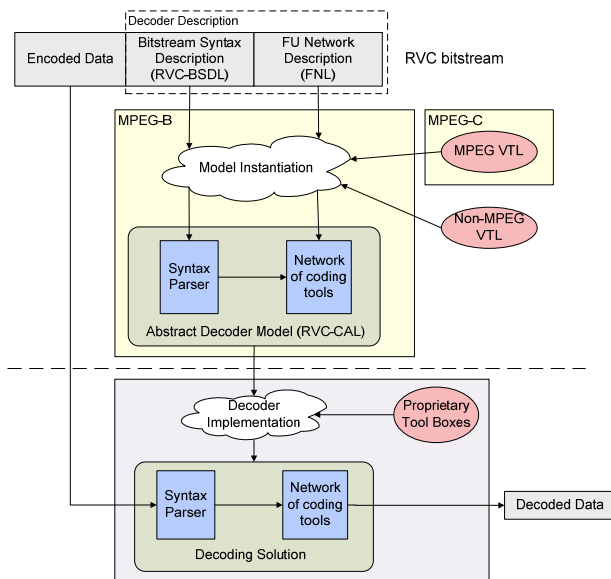 Decoder Description
Encoded Data
Bitstream Syntax
Description
(RVC-BSDL)
FU Network
Description
(FNL)
RVC bitstream
MPEG-B
MPEG-C
Model Instantiation
MPEG VTL
Non-MPEG
VTL
Syntax
Parser
Network
of coding
tools
Abstract Decoder Model (RVC-CAL)
Decoder
Implementation
Proprietary
Tool Boxes
Syntax
Parser
Network
of coding
tools
Decoding Solution
Decoded Data